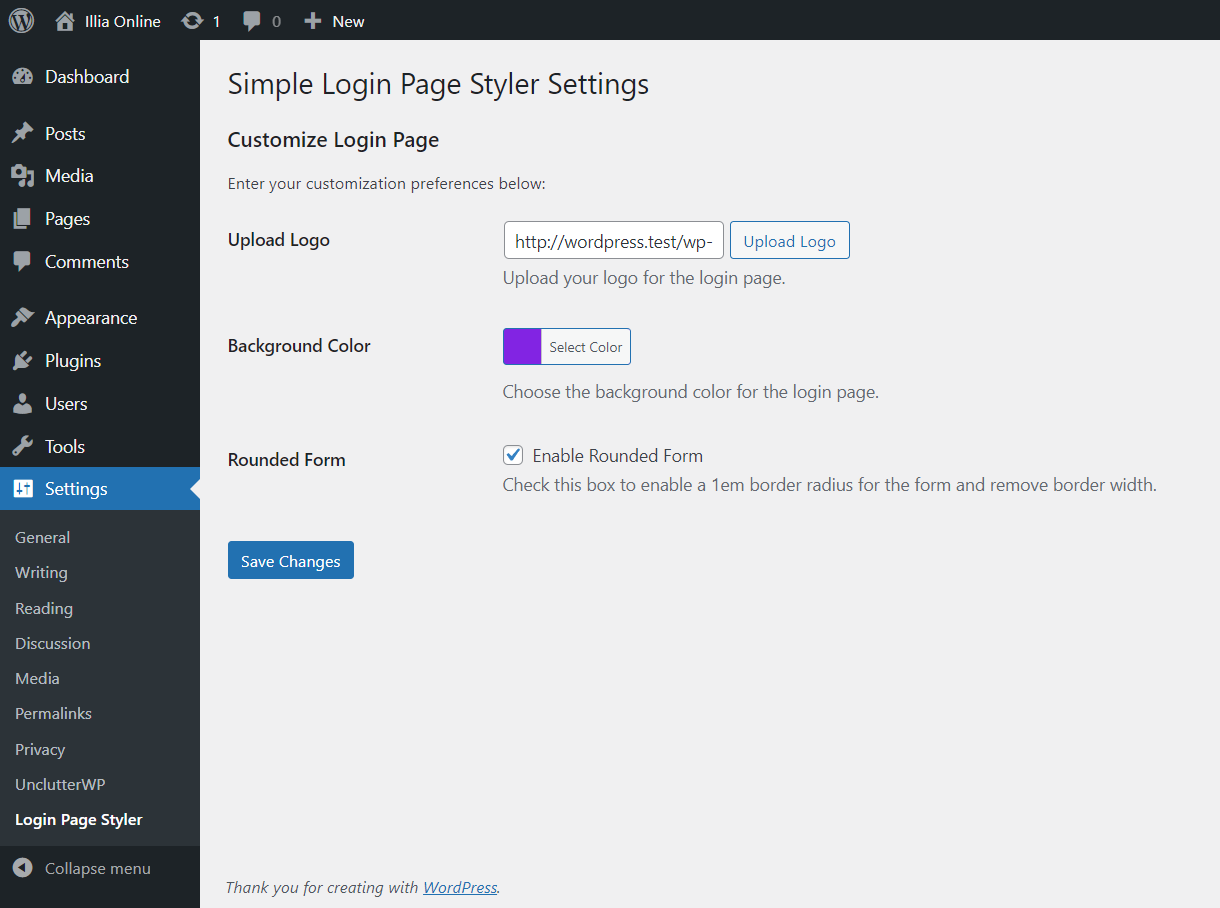 Illia Online 1 0 New
Dashboard
Posts
Media
Pages
Comments
Appearance
Plugins
Users
Tools
Settings
General
Writing
Reading
Discussion
Media
Permalinks
Privacy
UnclutterWP
Login Page Styler
Collapse menu
Simple Login Page Styler Settings
Customize Login Page
Enter your customization preferences below:
Upload Logo
http://wordpress.test/wp-
Upload Logo
Upload your logo for the login page.
Background Color
Select Color
Choose the background color for the login page.
Rounded Form
Enable Rounded Form
Check this box to enable a 1em border radius for the form and remove border width.
Save Changes
Thank you for creating with WordPress.